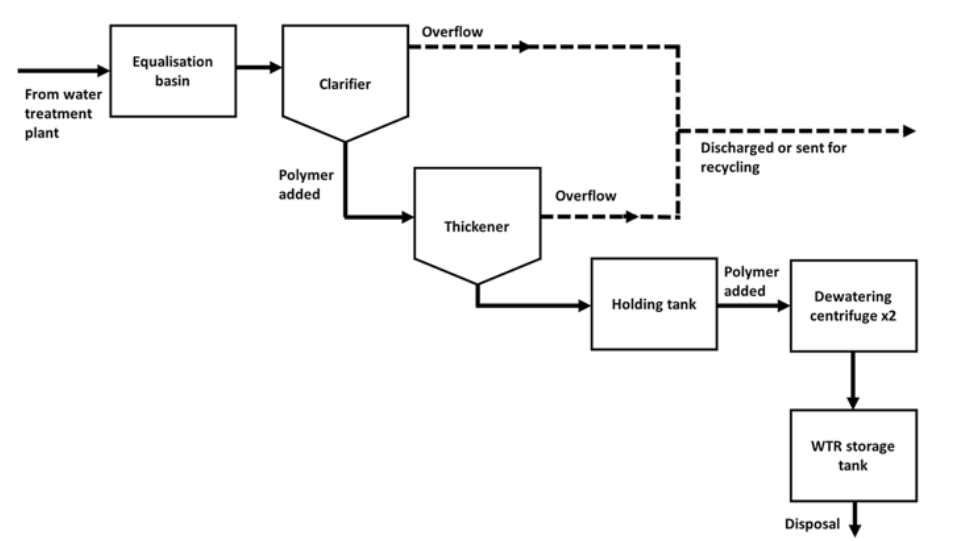 Overflow
Equalisation
basin
Clarifier
From water
treatment
plant
Discharged or sent for
recycling
Polymer
added
Overflow
Thickener
Polymer
added
Holding tank
Dewatering
centrifuge x2
WTR storage
tank
Disposal